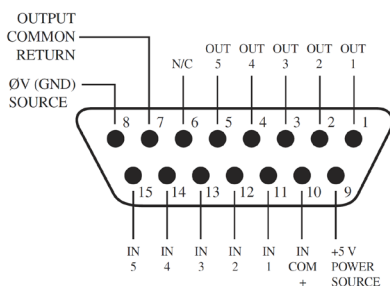 OUTPUT
COMMON
RETURN
ØV (GND)
SOURCE
N/C
OUT
5
OUT
4
OUT
3
OUT
2
OUT
1
8 7 6 5 4 3 2 1
15 14 13 12 11 10 9
IN
5
IN
4
IN
3
IN
2
IN
1
IN
COM
+
+5 V
POWER
SOURCE